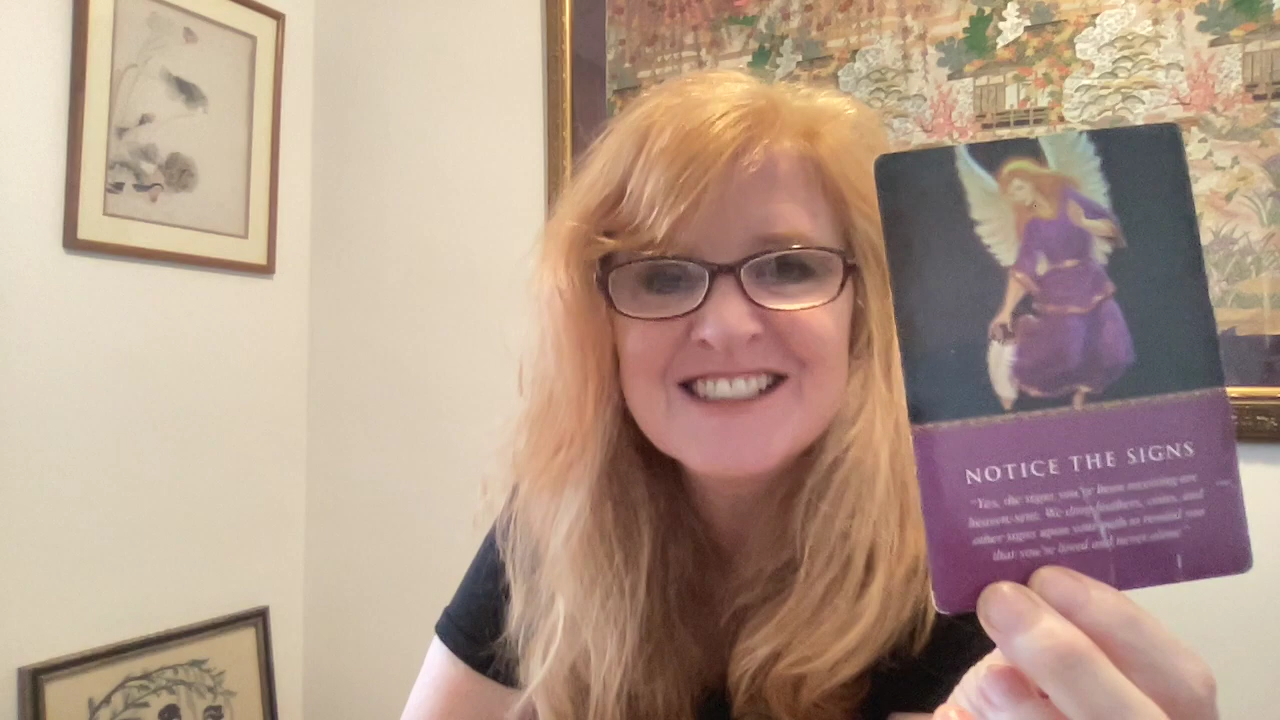 NOTICE THE SIGNS
"Yes, the signs you're been receiving are
heaven-sent. We drop feathers, coins, and
other signs upon your path to remind you
that you're loved and never alone."